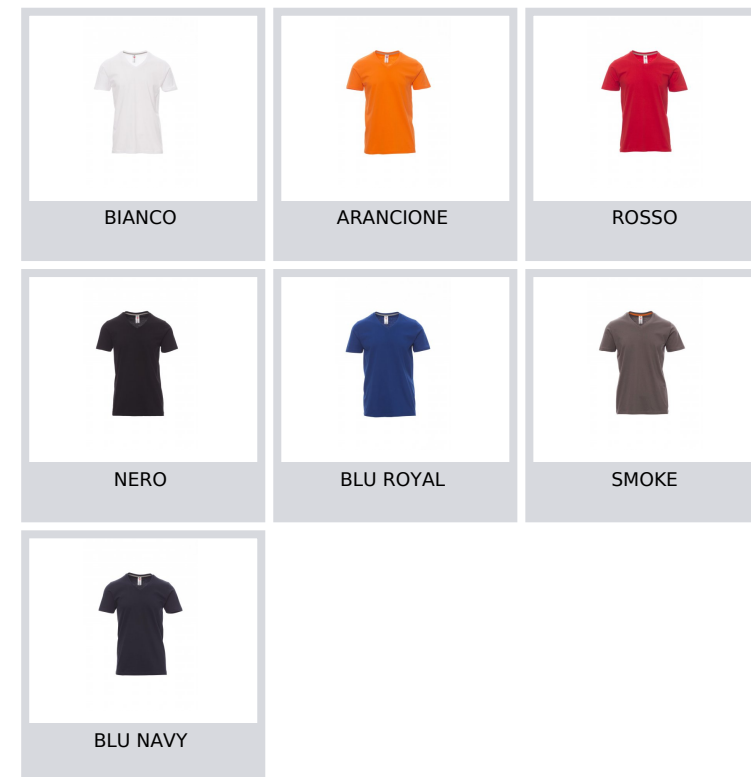 BIANCO
ARANCIONE
ROSSO
NERO
BLU ROYAL
SMOKE
BLU NAVY